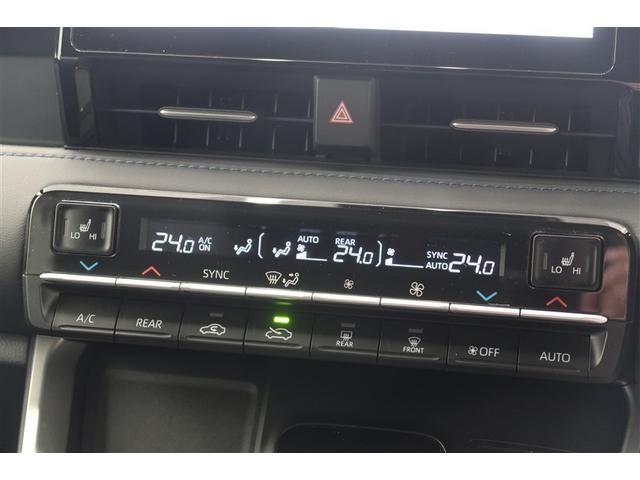 LO HI
24.0 A/C ON AUTO REAR 24.0 SYNC AUTO 24.0
LO HI
SYNC
A/C REAR REAR FRONT OFF AUTO